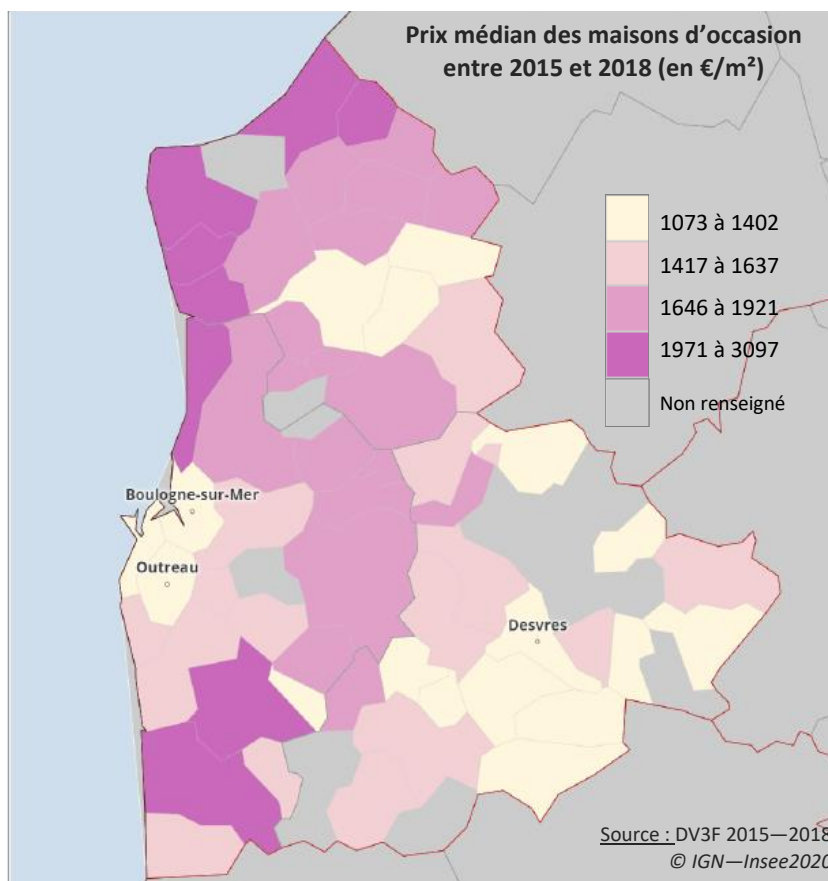 Prix médian des maisons d’occasion
entre 2015 et 2018 (en €/m²)
1073 à 1402
1417 à 1637
1646 à 1921
1971 à 3097
Non renseigné
Boulogne-sur-Mer
Outreau
Desvres
Source : DV3F 2015—2018
© IGN—Insee2020